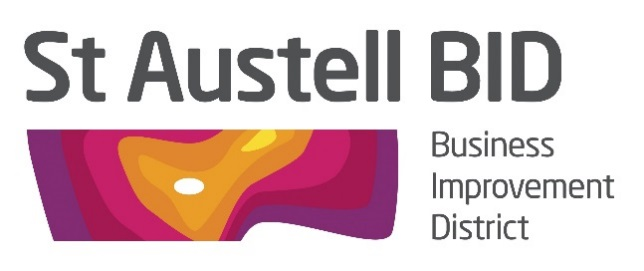 St Austell BID
Business
Improvement
District